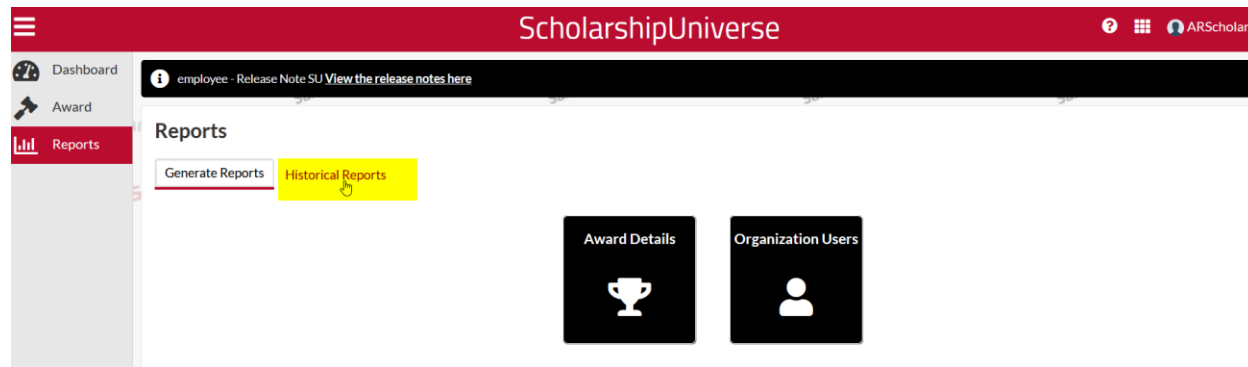 ScholarshipUniverse
ARScholar
Dashboard
employee - Release Note SU View the release notes here
Award
Reports
Reports
Generate Reports
Historical Reports
Award Details
Organization Users